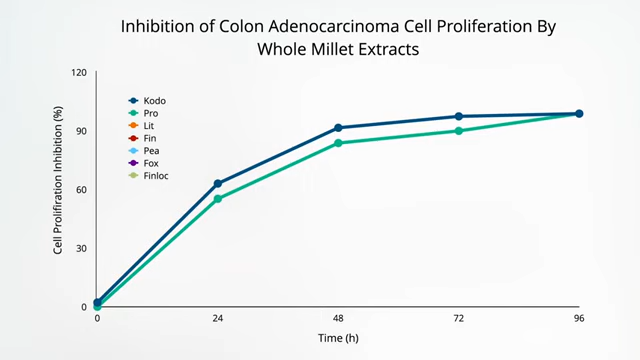 Inhibition of Colon Adenocarcinoma Cell Proliferation By
Whole Millet Extracts
120
90
60
30
0
Cell Prolifiration Inhibition (%)
Kodo
Pro
Lit
Fin
Pea
Fox
Finloc
0 24 48 72 96
Time (h)